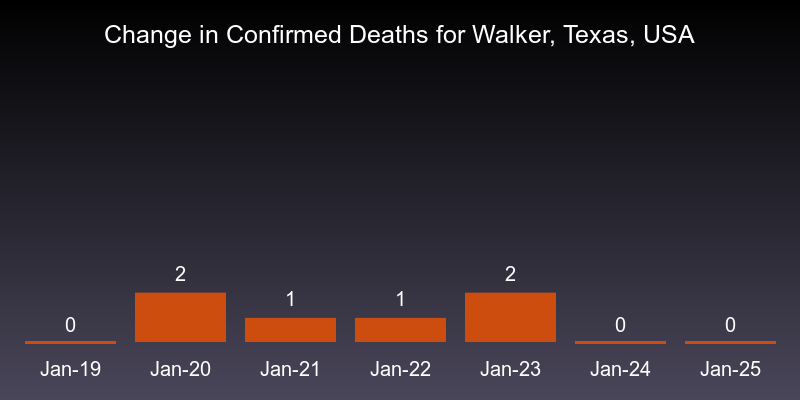 Change in Confirmed Deaths for Walker, Texas, USA
0 2 1 1 2 0 0
Jan-19 Jan-20 Jan-21 Jan-22 Jan-23 Jan-24 Jan-25